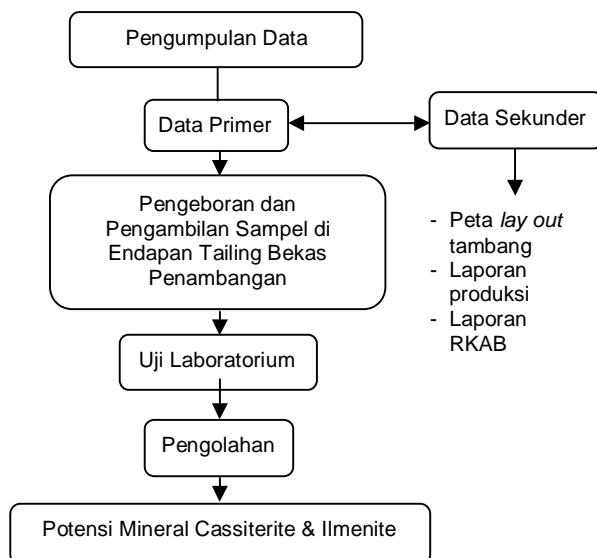 Pengumpulan Data
Data Primer
Data Sekunder
Pengeboran dan
Pengambilan Sampel di
Endapan Tailing Bekas
Penambangan
- Peta lay out
tambang
- Laporan
produksi
- Laporan
RKAB
Uji Laboratorium
Pengolahan
Potensi Mineral Cassiterite & Ilmenite